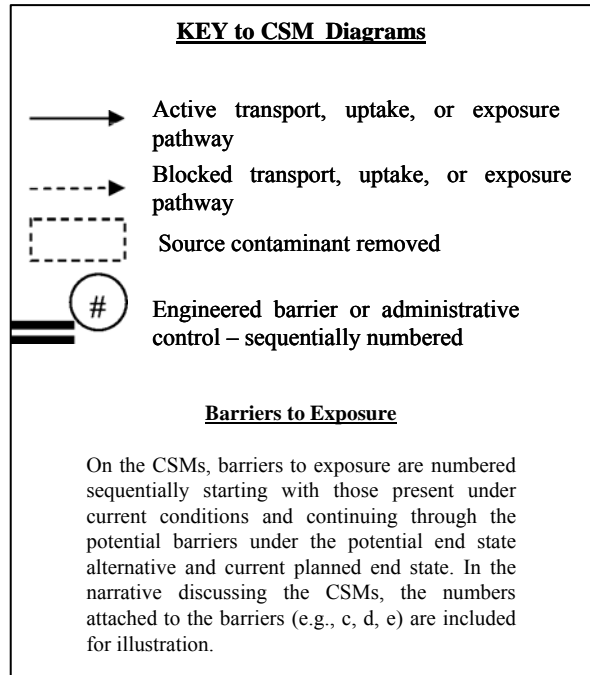 KEY to CSM Diagrams
Active transport, uptake, or exposure
pathway
Blocked transport, uptake, or exposure
pathway
Source contaminant removed
#
Engineered barrier or administrative
control – sequentially numbered
Barriers to Exposure
On the CSMs, barriers to exposure are numbered
sequentially starting with those present under
current conditions and continuing through the
potential barriers under the potential end state
alternative and current planned end state. In the
narrative discussing the CSMs, the numbers
attached to the barriers (e.g., c, d, e) are included
for illustration.